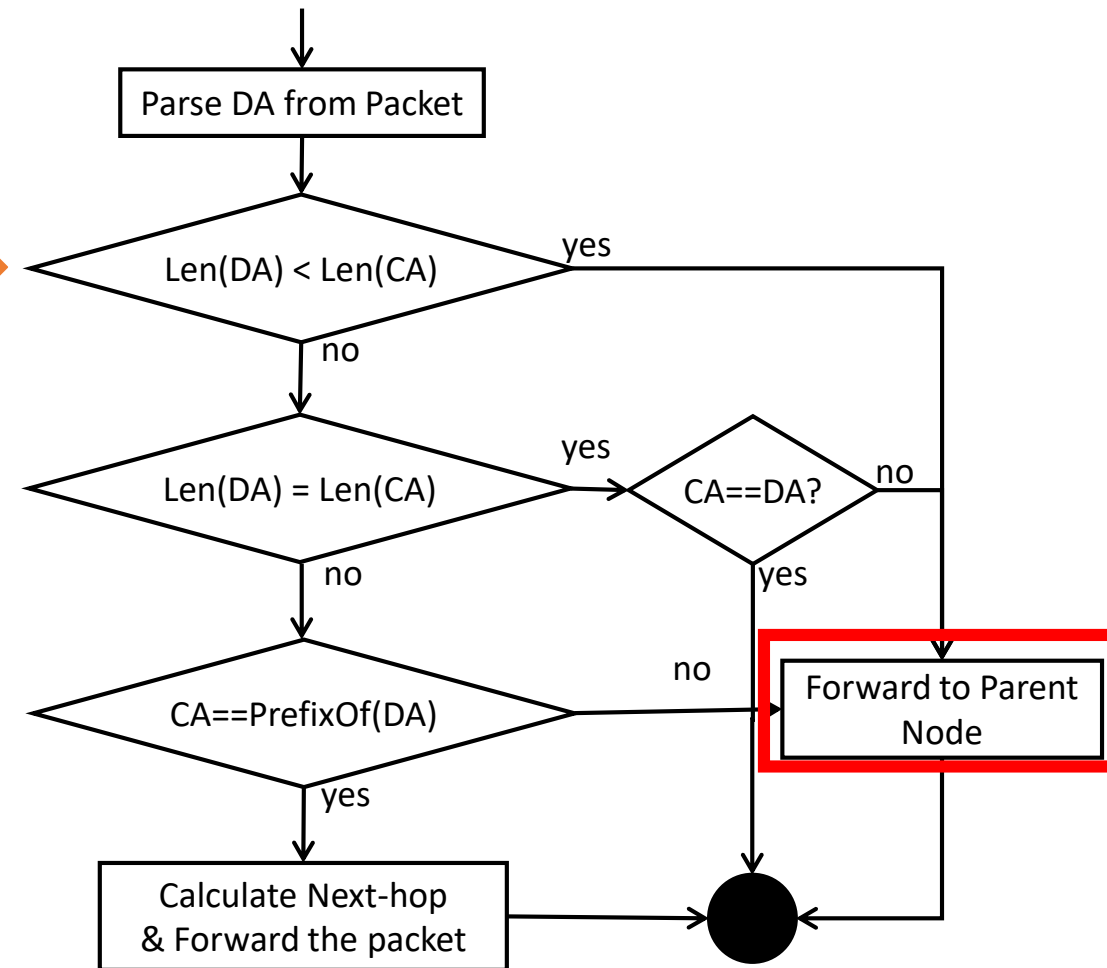 Parse DA from Packet
Len(DA) < Len(CA)
yes
no
Len(DA) = Len(CA)
yes
CA==DA?
no
no
yes
CA==PrefixOf(DA)
no
Forward to Parent
Node
yes
Calculate Next-hop
& Forward the packet